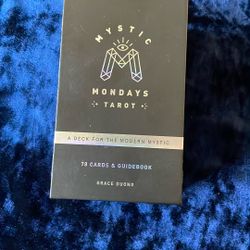 MYSTIC
MONDAYS
TAROT
A DECK FOR THE MODERN MYSTIC
78 CARDS & GUIDEBOOK
GRACE DUONG